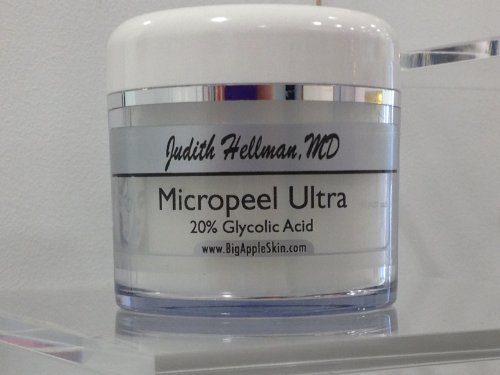 Judith Hellman, MD
Micropeel Ultra
20% Glycolic Acid
www.BigAppleSkin.com